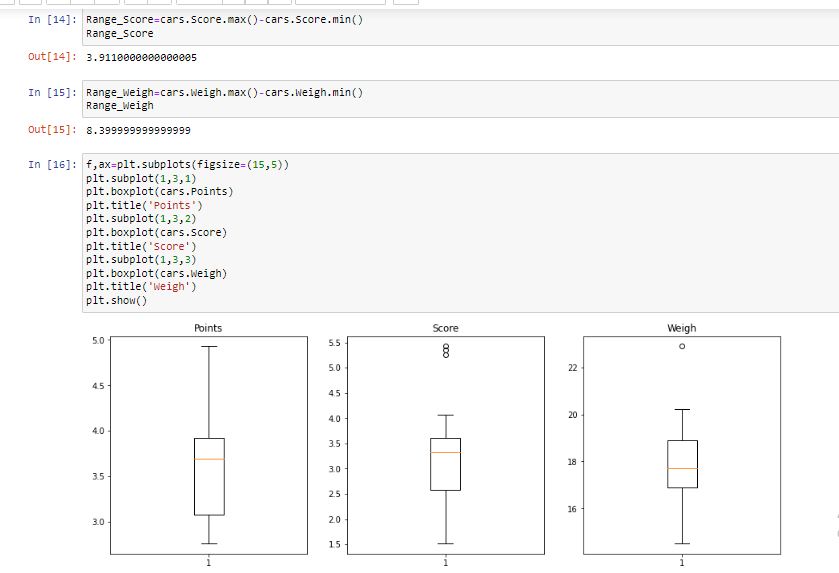 In [14]: Range_Score=cars.Score.max()-cars.Score.min()
Range_Score
Out[14]: 3.9110000000000005
In [15]: Range_Weigh=cars.Weigh.max()-cars.Weigh.min()
Range_Weigh
Out[15]: 8.399999999999999
In [16]: f,ax=plt.subplots(figsize=(15,5))
plt.subplot(1,3,1)
plt.boxplot(cars.Points)
plt.title('Points')
plt.subplot(1,3,2)
plt.boxplot(cars.Score)
plt.title('Score')
plt.subplot(1,3,3)
plt.boxplot(cars.Weigh)
plt.title('Weigh')
plt.show()
Points
5.0
4.5
4.0
3.5
3.0
1
Score
5.5
5.0
4.5
4.0
3.5
3.0
2.5
2.0
1.5
1
Weigh
22
20
18
16
1